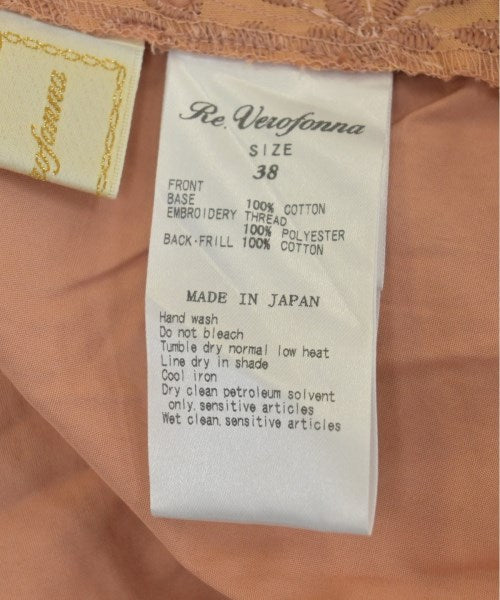 erofonna
Re. Verofonna
SIZE
38
FRONT
BASE 100% COTTON
EMBROIDERY THREAD
100% POLYESTER
BACK·FRILL 100% COTTON
MADE IN JAPAN
Hand wash
Do not bleach
Tumble dry normal low heat
Line dry in shade
Cool iron
Dry clean petroleum solvent
only. sensitive articles
Wet clean. sensitive articles